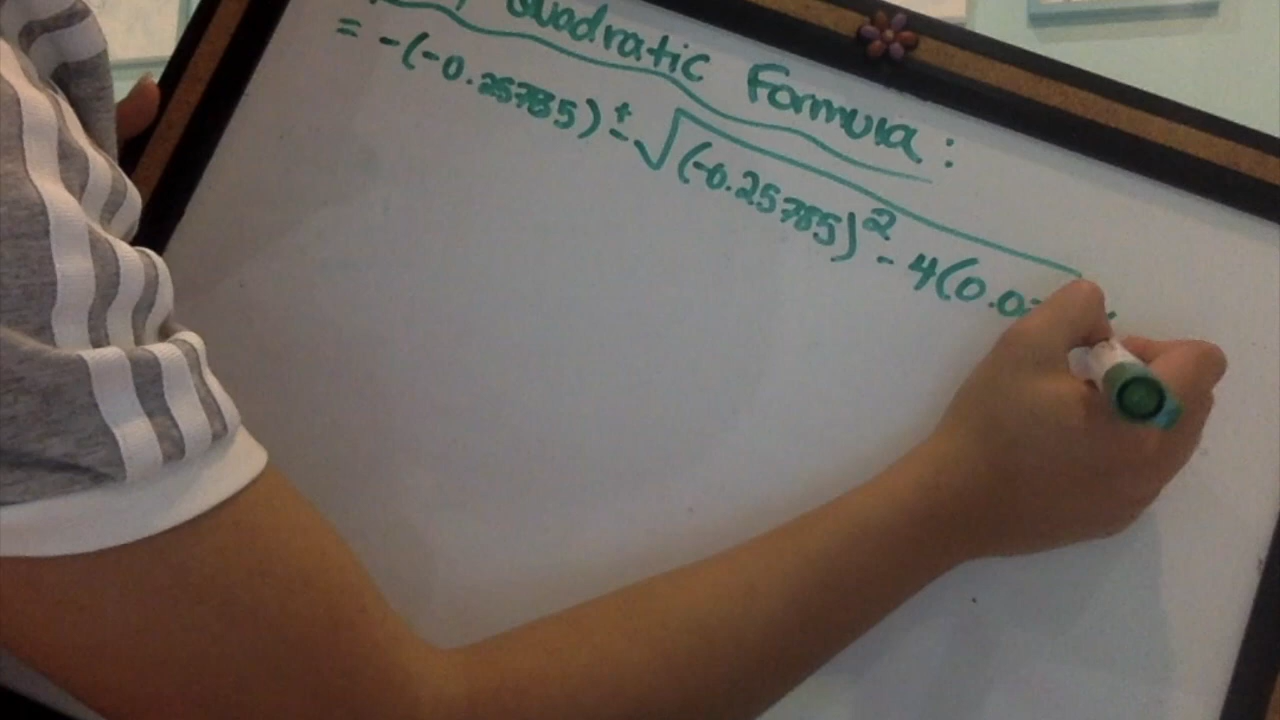 Quadratic Formula:
= -(-0.25785) ± √(-0.25785)² - 4(0.0